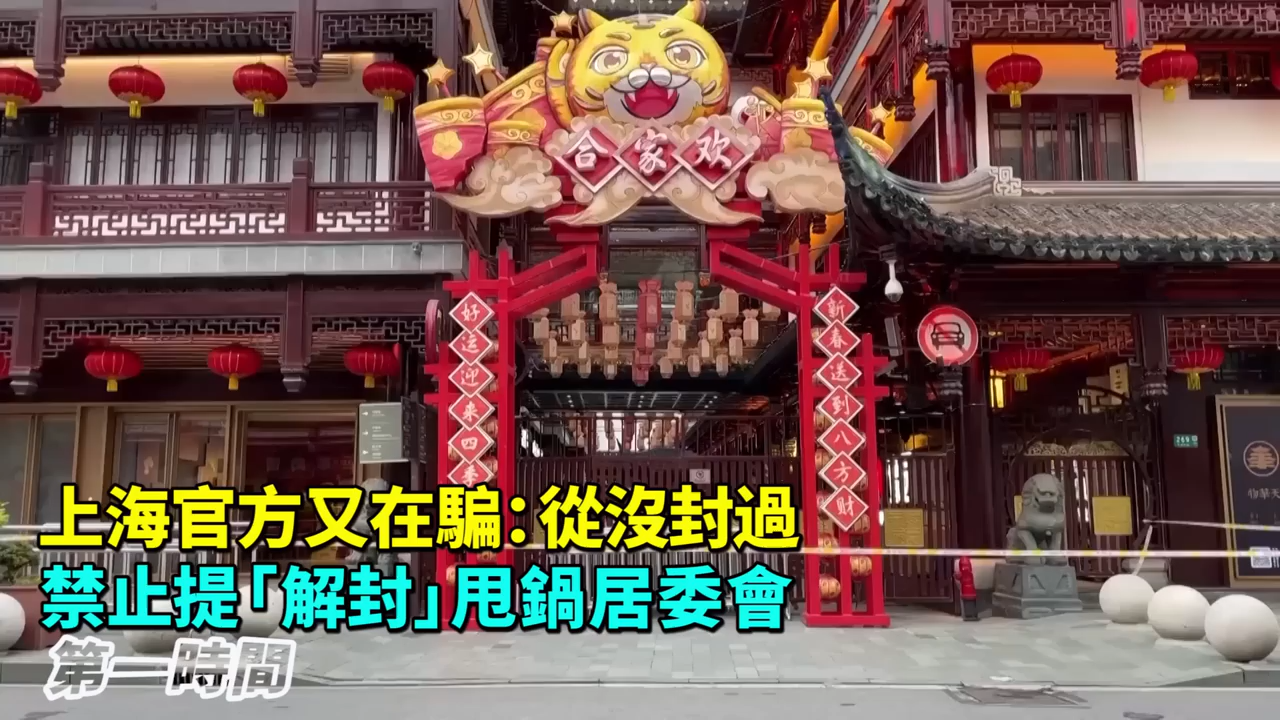 合家欢
好运迎来四季
新春送到八方财
269
上海官方又在騙：從沒封過
禁止提「解封」甩鍋居委會
第一時間